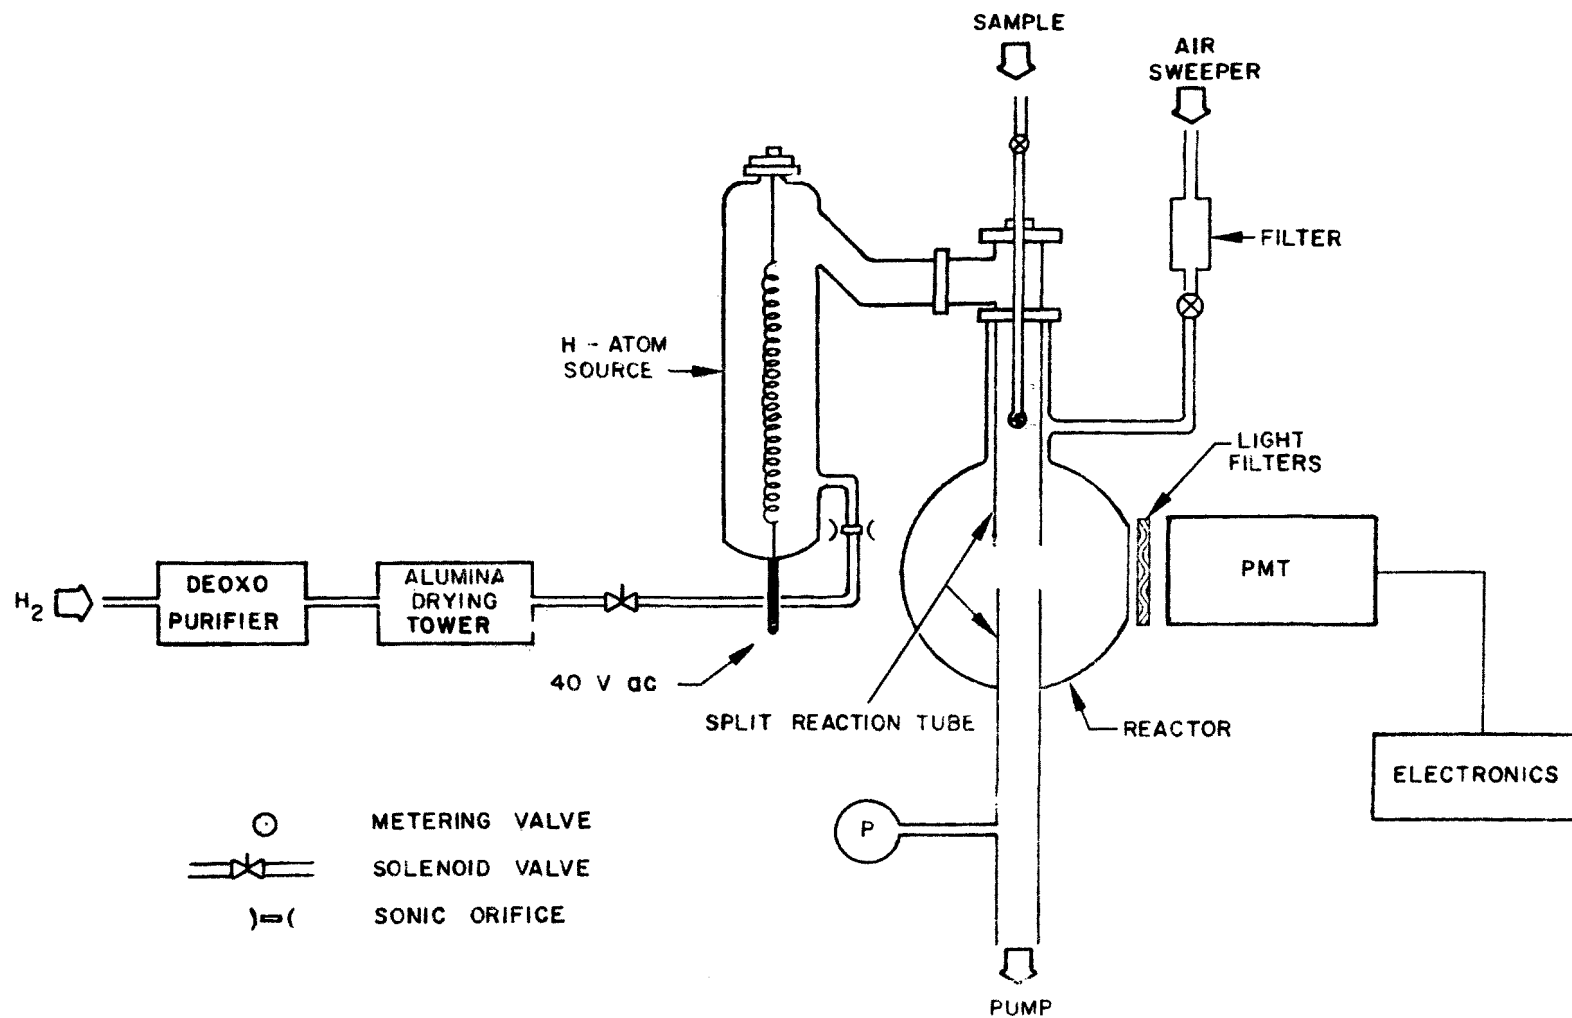 SAMPLE
AIR
SWEEPER
FILTER
H - ATOM
SOURCE
LIGHT
FILTERS
H2
DEOXO
PURIFIER
ALUMINA
DRYING
TOWER
PMT
40 V ac
SPLIT REACTION TUBE
REACTOR
ELECTRONICS
P
METERING VALVE
SOLENOID VALVE
SONIC ORIFICE
PUMP